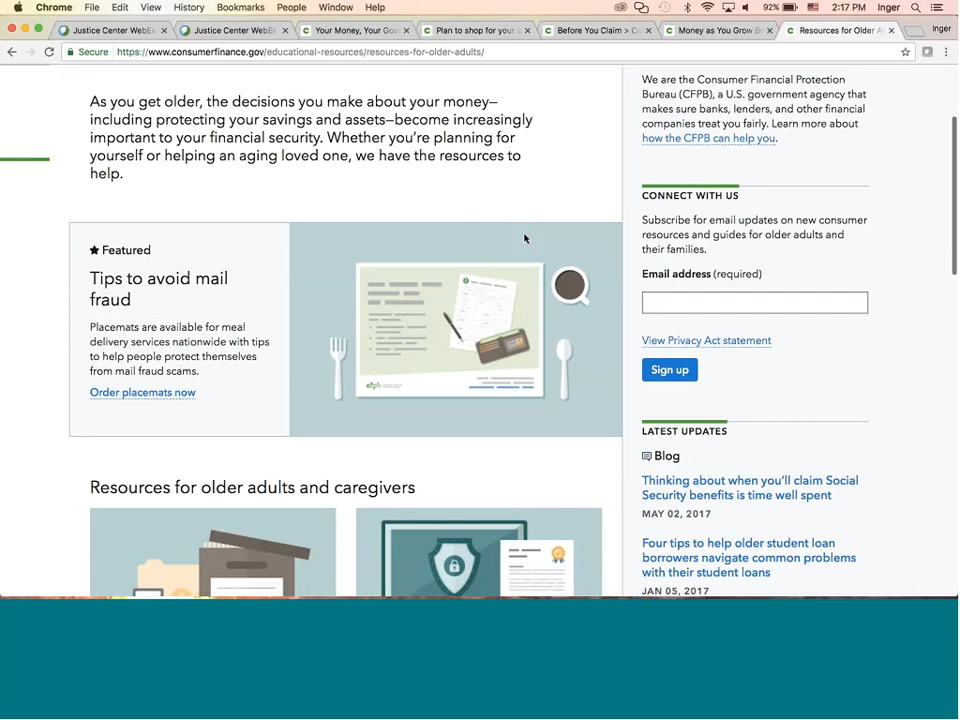 Chrome File Edit View History Bookmarks People Window Help 92% 2:17 PM Inger
Justice Center WebEx Justice Center WebEx Your Money, Your Goa Plan to shop for your Before You Claim > Co Money as You Grow B Resources for Older A Inger
Secure https://www.consumerfinance.gov/educational-resources/resources-for-older-adults/
As you get older, the decisions you make about your money—
including protecting your savings and assets—become increasingly
important to your financial security. Whether you're planning for
yourself or helping an aging loved one, we have the resources to
help.
Featured
Tips to avoid mail
fraud
Placemats are available for meal
delivery services nationwide with tips
to help people protect themselves
from mail fraud scams.
Order placemats now
cfpb
Resources for older adults and caregivers
We are the Consumer Financial Protection
Bureau (CFPB), a U.S. government agency that
makes sure banks, lenders, and other financial
companies treat you fairly. Learn more about
how the CFPB can help you.
CONNECT WITH US
Subscribe for email updates on new consumer
resources and guides for older adults and
their families.
Email address (required)
View Privacy Act statement
Sign up
LATEST UPDATES
Blog
Thinking about when you'll claim Social
Security benefits is time well spent
MAY 02, 2017
Four tips to help older student loan
borrowers navigate common problems
with their student loans
JAN 05, 2017